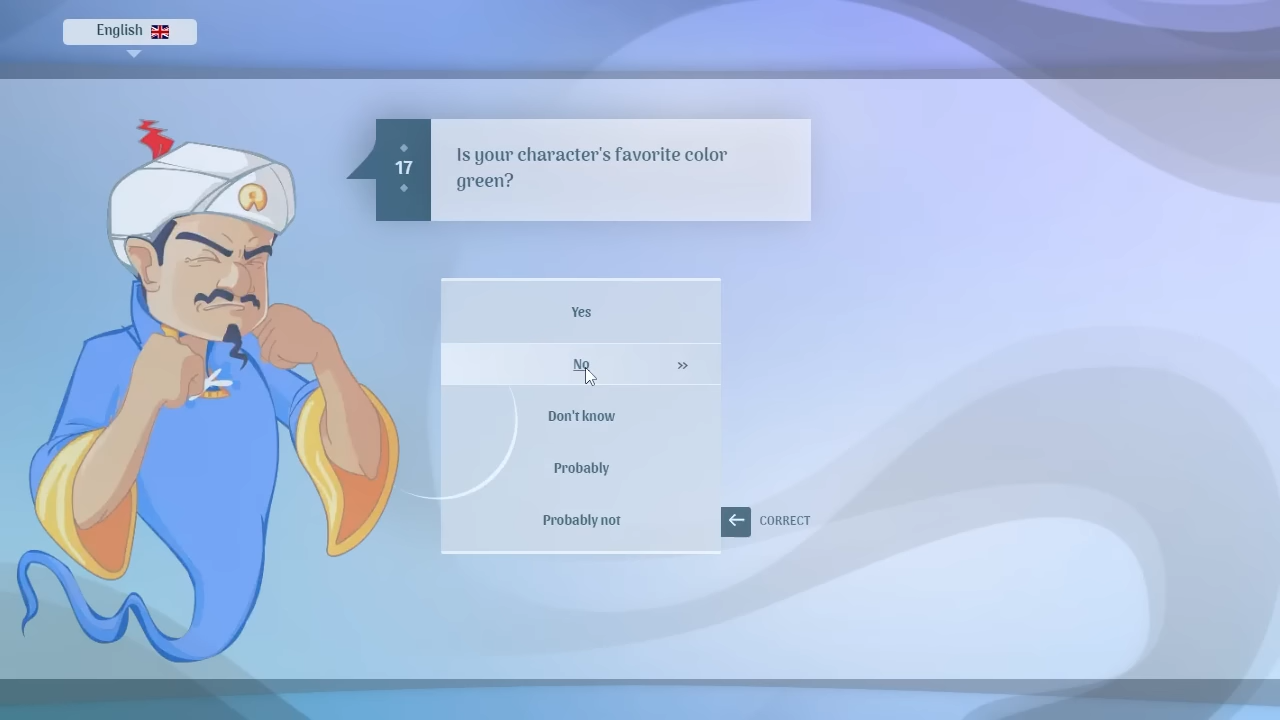 English
17
Is your character's favorite color
green?
Yes
No
Don't know
Probably
Probably not
CORRECT